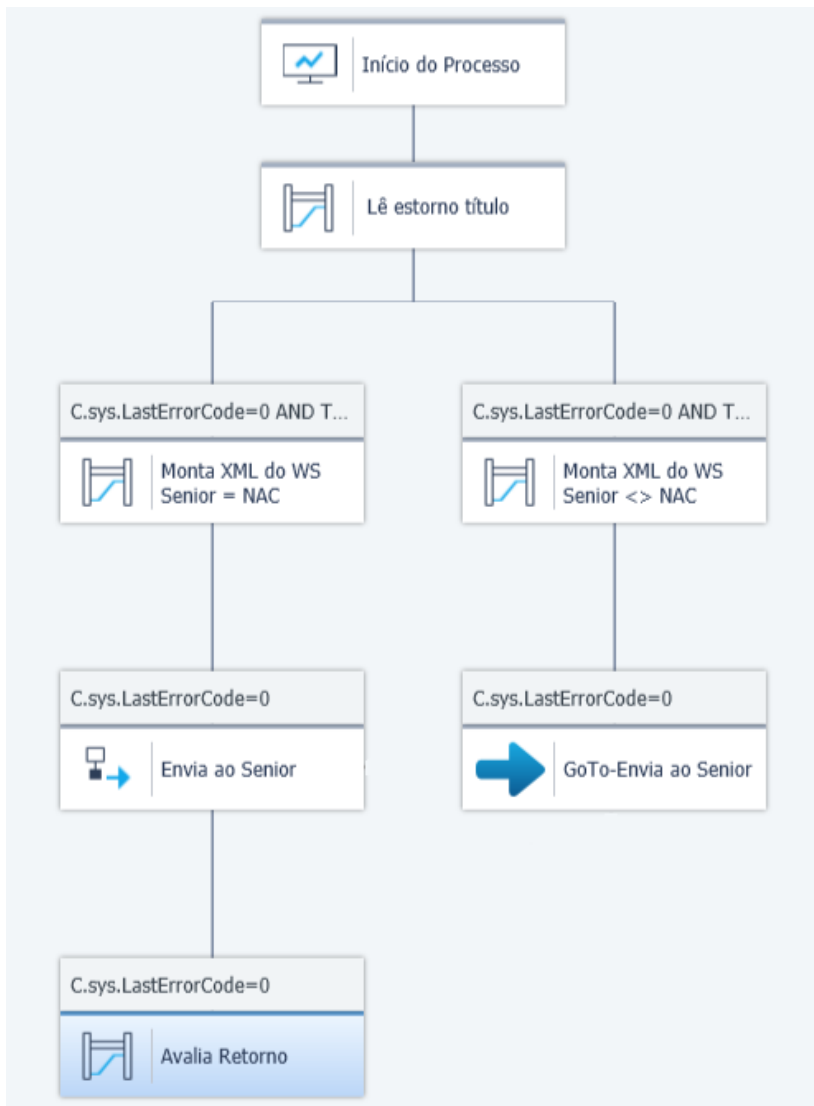 Início do Processo
Lê estorno título
C.sys.LastErrorCode=0 AND T...
Monta XML do WS
Senior = NAC
C.sys.LastErrorCode=0 AND T...
Monta XML do WS
Senior <> NAC
C.sys.LastErrorCode=0
Envia ao Senior
C.sys.LastErrorCode=0
GoTo-Envia ao Senior
C.sys.LastErrorCode=0
Avalia Retorno